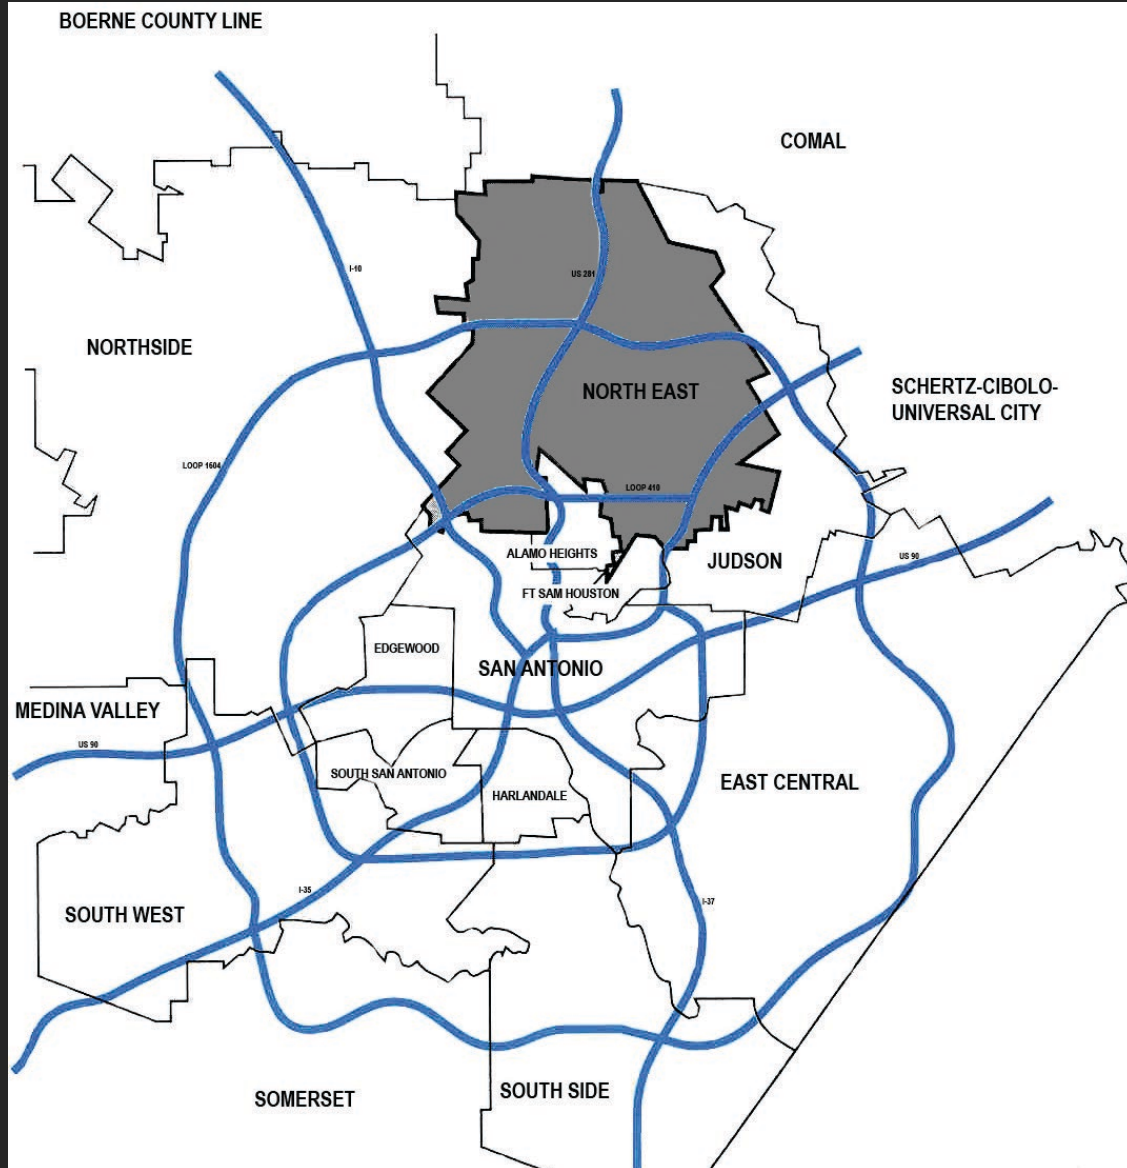 BOERNE COUNTY LINE
COMAL
I-10
US 281
NORTHSIDE
NORTH EAST
SCHERTZ-CIBOLO-
UNIVERSAL CITY
LOOP 1604
LOOP 410
ALAMO HEIGHTS
JUDSON
US 90
FT SAM HOUSTON
EDGEWOOD
SAN ANTONIO
MEDINA VALLEY
US 90
SOUTH SAN ANTONIO
EAST CENTRAL
HARLANDALE
I-35
I-37
SOUTH WEST
SOUTH SIDE
SOMERSET